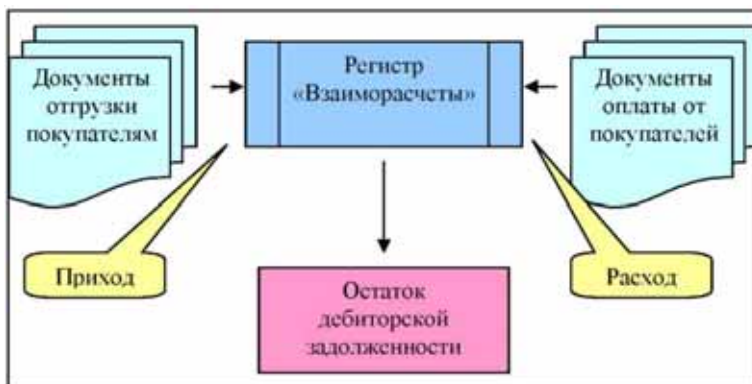 Документы
отгрузки
покупателям
Регистр
«Взаиморасчеты»
Документы
оплаты от
покупателей
Приход
Расход
Остаток
дебиторской
задолженности